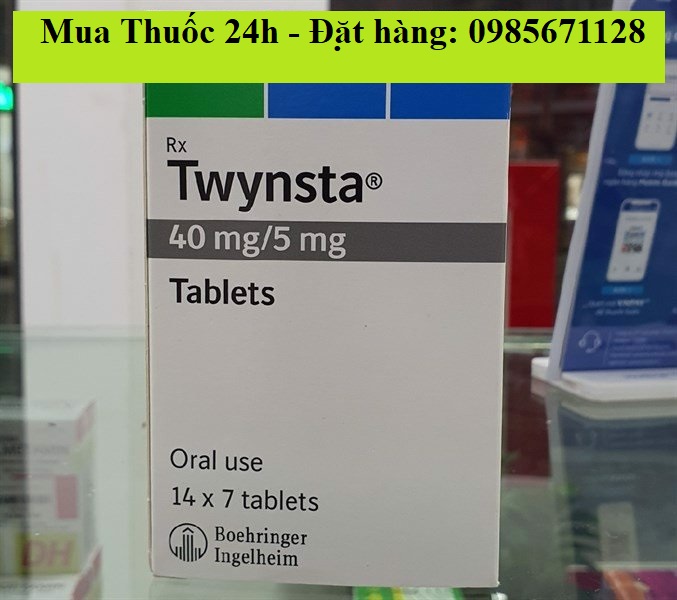 Mua Thuốc 24h - Đặt hàng: 0985671128
Rx
Twynsta®
40 mg/5 mg
Tablets
Oral use
14 x 7 tablets
Boehringer
Ingelheim
DH